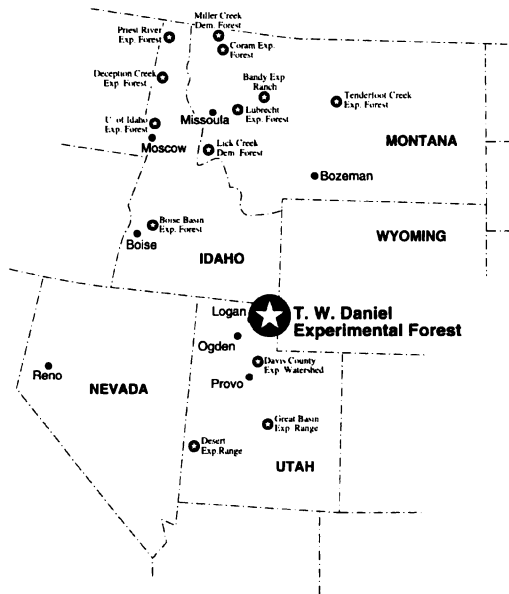 Miller Creek
Dem. Forest
Priest River
Exp. Forest
Coram Exp.
Forest
Deception Creek
Exp. Forest
Bandy Exp
Ranch
Tenderfoot Creek
Exp. Forest
Lubrecht
Exp. Forest
U. of Idaho
Exp. Forest
Missoula
Moscow
MONTANA
Lick Creek
Dem. Forest
Bozeman
Boise Basin
Exp. Forest
Boise
WYOMING
IDAHO
Logan
T. W. Daniel
Experimental Forest
Ogden
Davis County
Exp. Watershed
Reno
Provo
NEVADA
Great Basin
Exp. Range
Desert
Exp.Range
UTAH